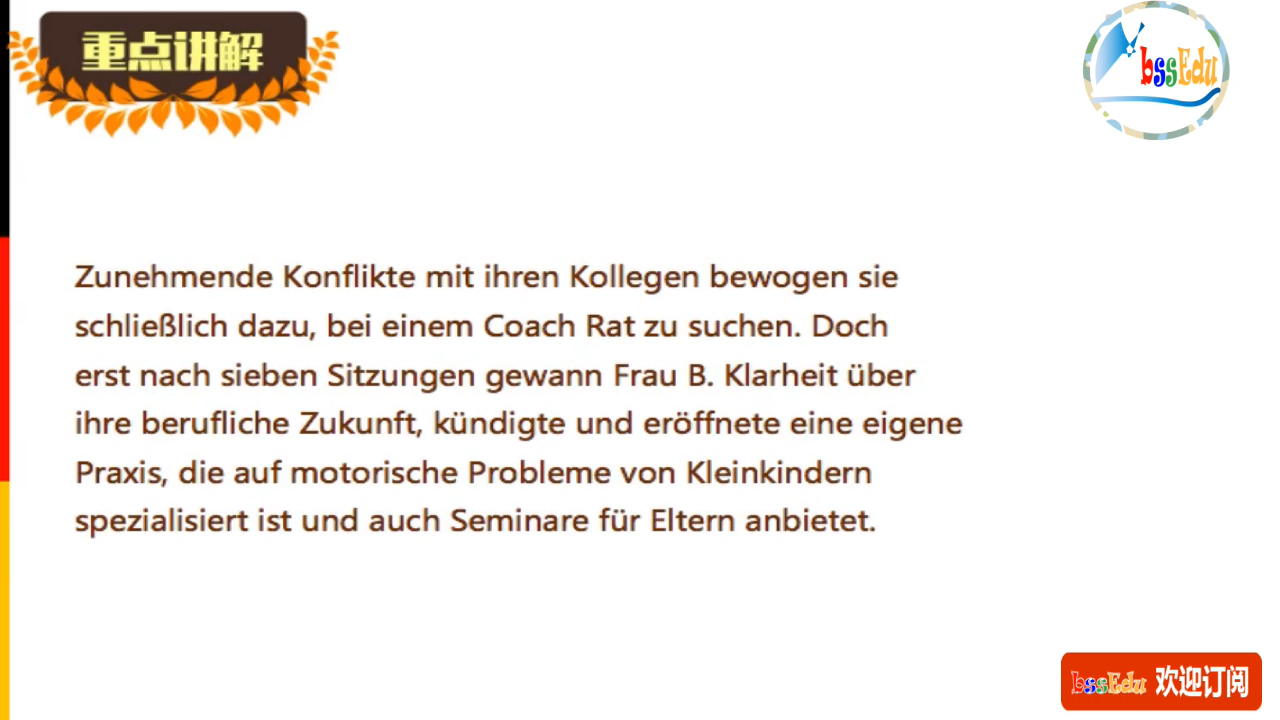 重点讲解
bssEdu
Zunehmende Konflikte mit ihren Kollegen bewogen sie
schließlich dazu, bei einem Coach Rat zu suchen. Doch
erst nach sieben Sitzungen gewann Frau B. Klarheit über
ihre berufliche Zukunft, kündigte und eröffnete eine eigene
Praxis, die auf motorische Probleme von Kleinkindern
spezialisiert ist und auch Seminare für Eltern anbietet.
bssEdu 欢迎订阅